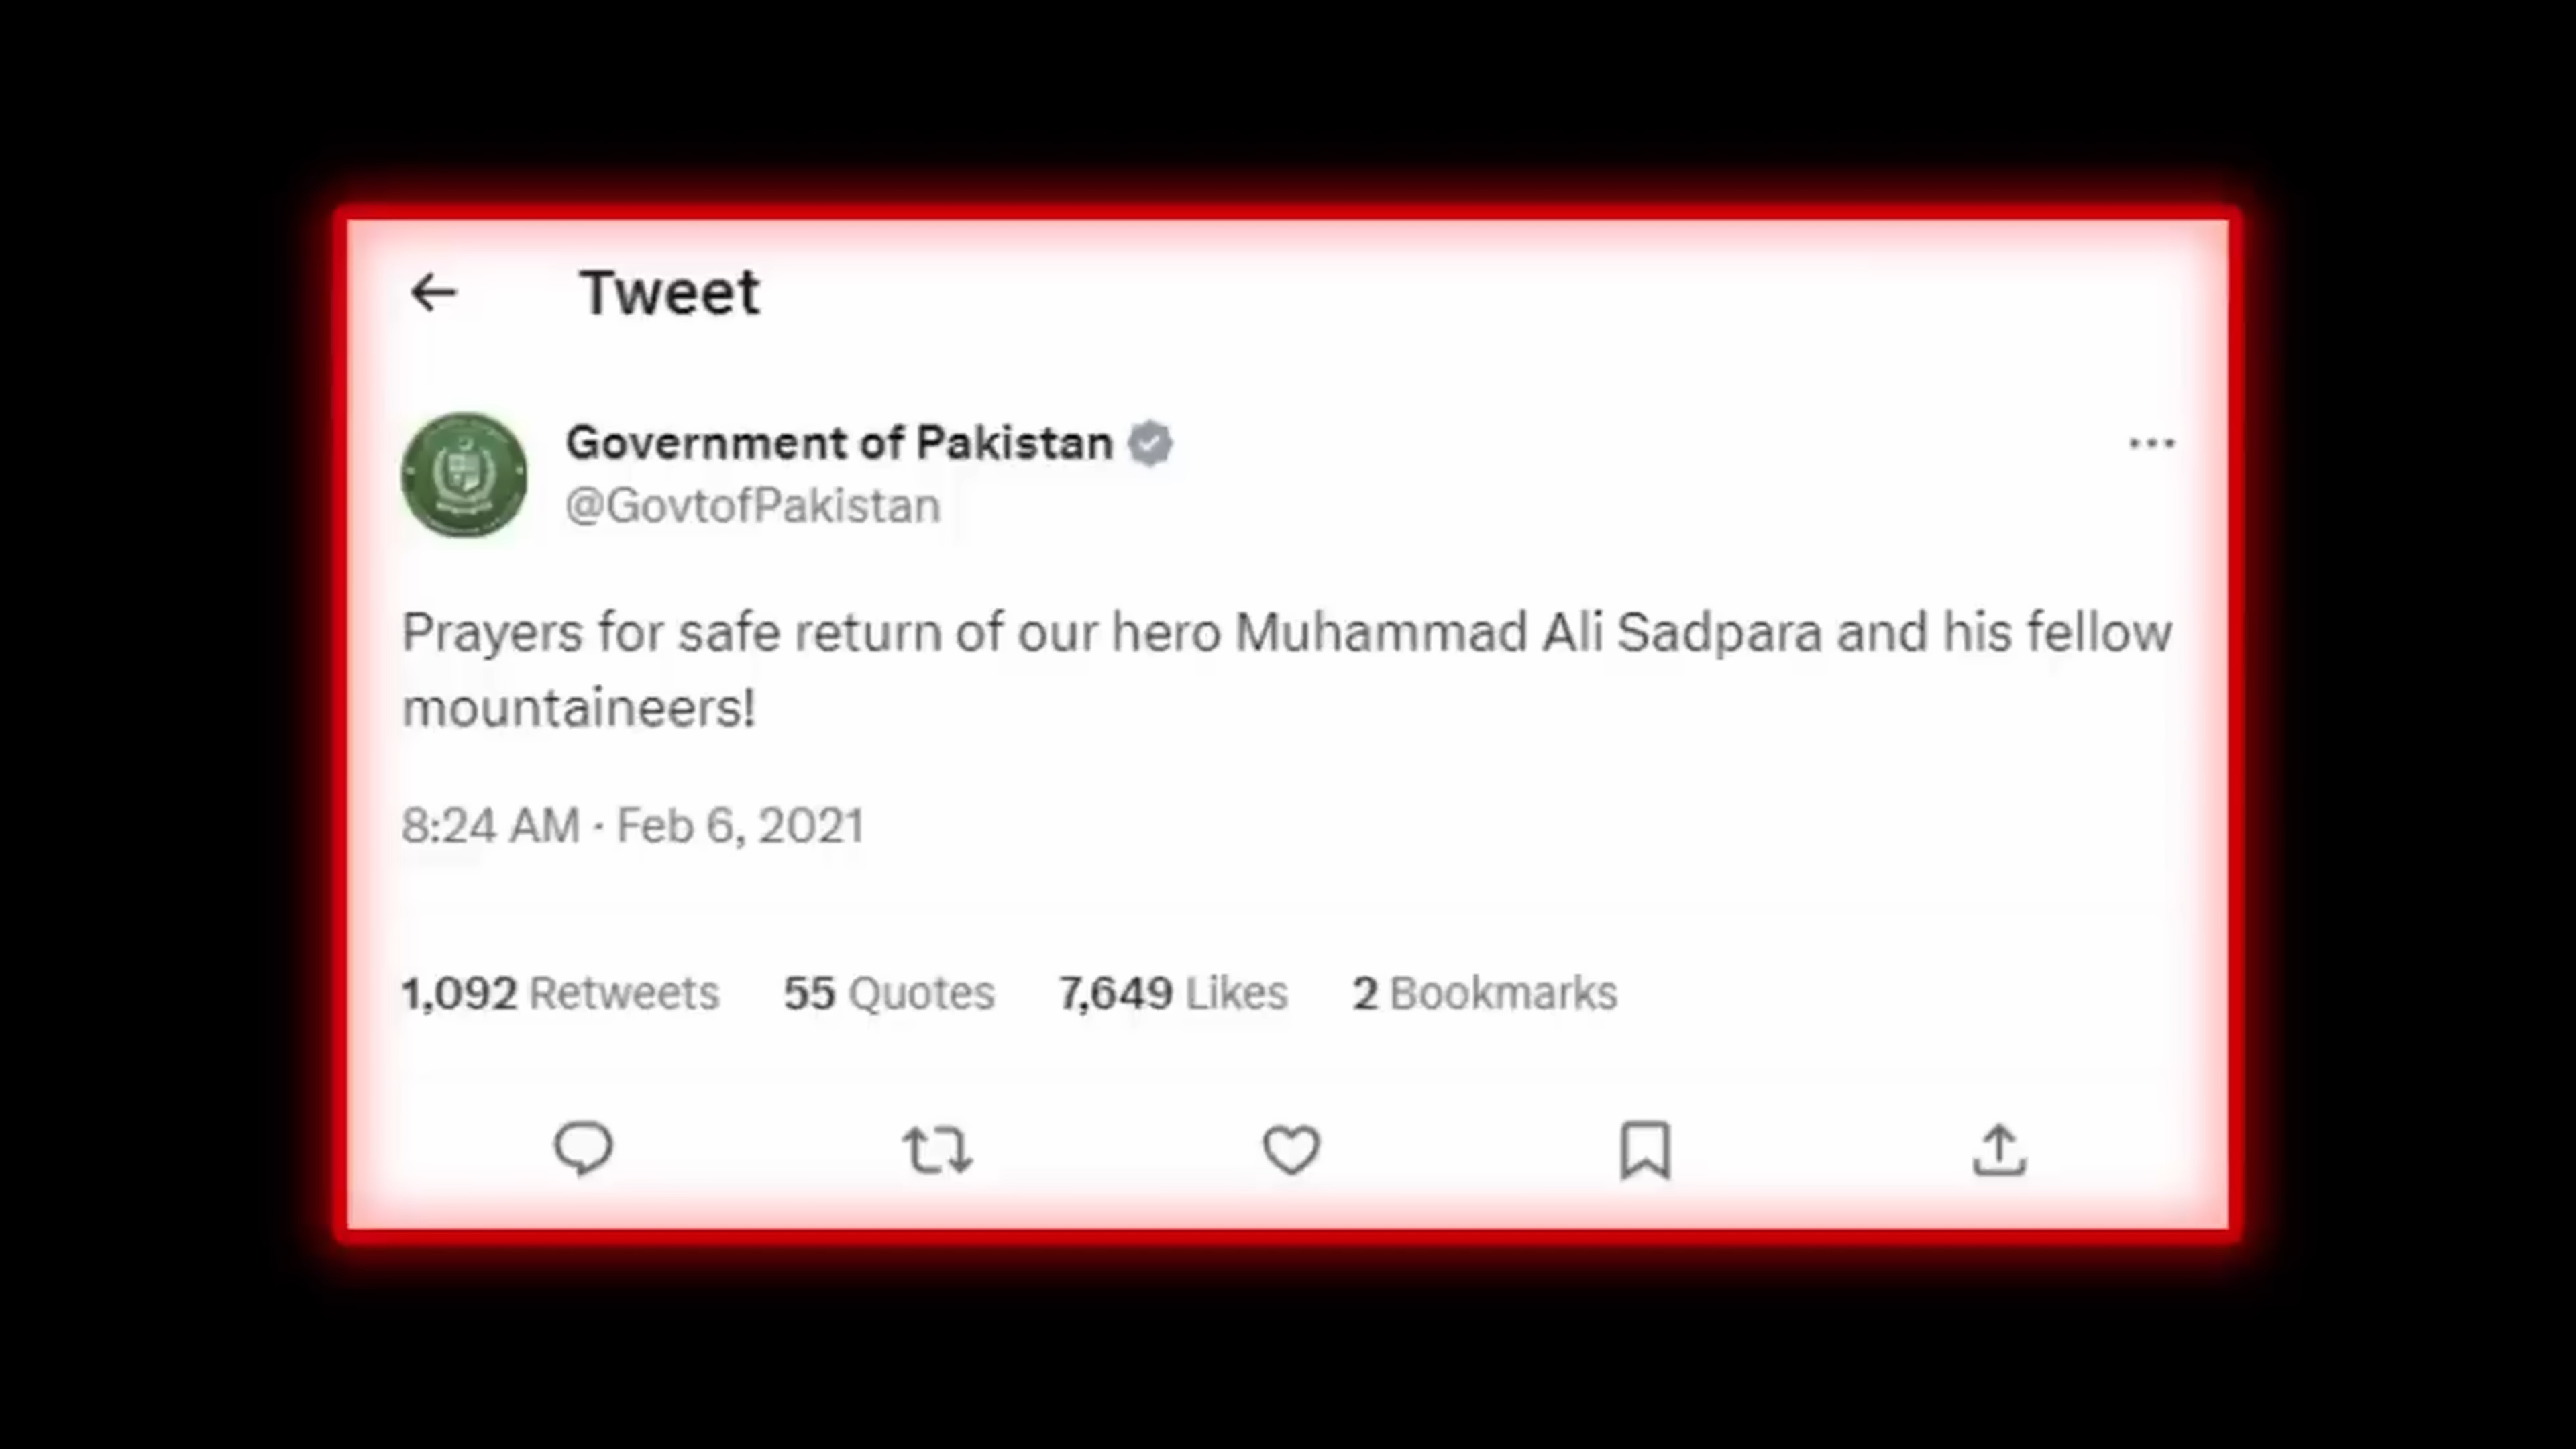 Tweet
Government of Pakistan
@GovtofPakistan
Prayers for safe return of our hero Muhammad Ali Sadpara and his fellow
mountaineers!
8:24 AM · Feb 6, 2021
1,092 Retweets 55 Quotes 7,649 Likes 2 Bookmarks